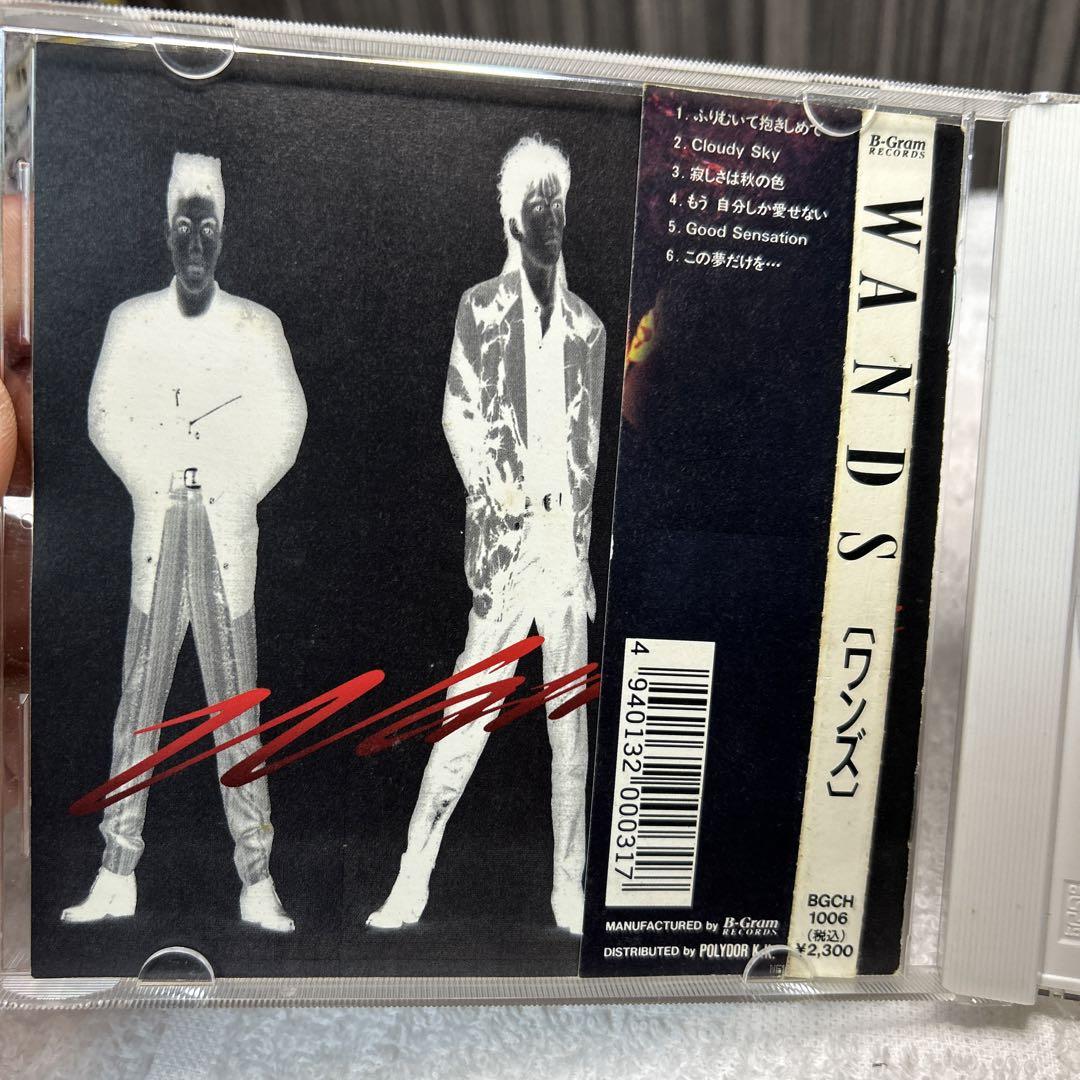 1. ふりむいて抱きしめて
2. Cloudy Sky
3. 寂しさは秋の色
4. もう 自分しか愛せない
5. Good Sensation
6. この夢だけを…
B-Gram
RECORDS
WANDS
［ワンズ］
4 940132 000317
MANUFACTURED by B-Gram RECORDS
DISTRIBUTED by POLYDOR K.K.
BGCH
1006
(税込)
¥2,300